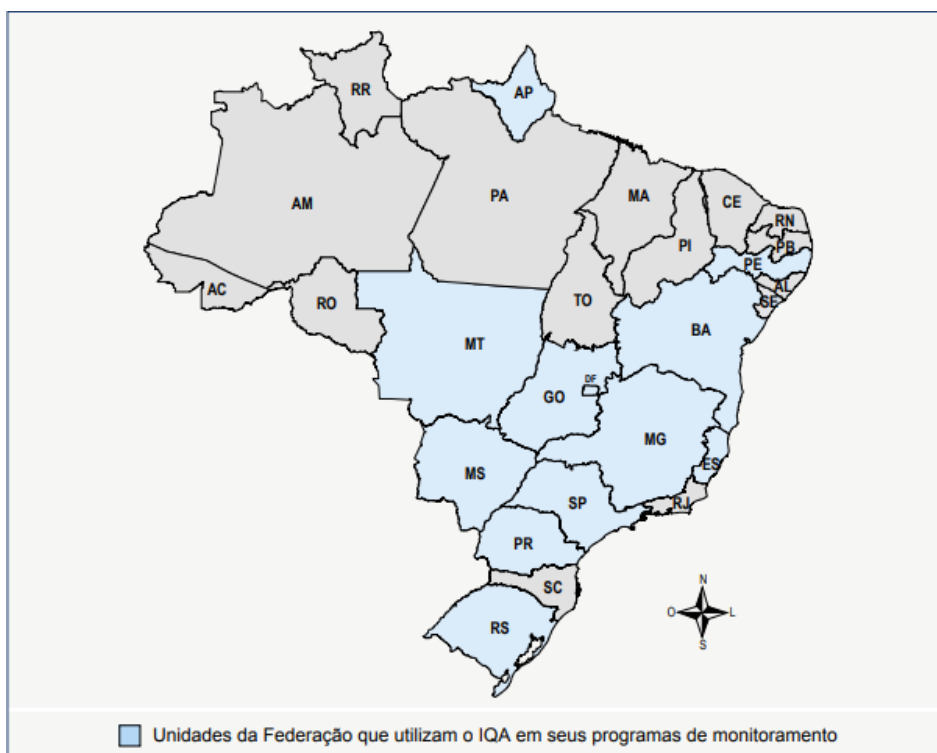 RR
AP
AM
PA
MA
CE
RN
PB
PI
PE
AL
SE
AC
RO
TO
BA
MT
DF
GO
MG
ES
MS
SP
RJ
PR
SC
RS
N
O
L
S
Unidades da Federação que utilizam o IQA em seus programas de monitoramento